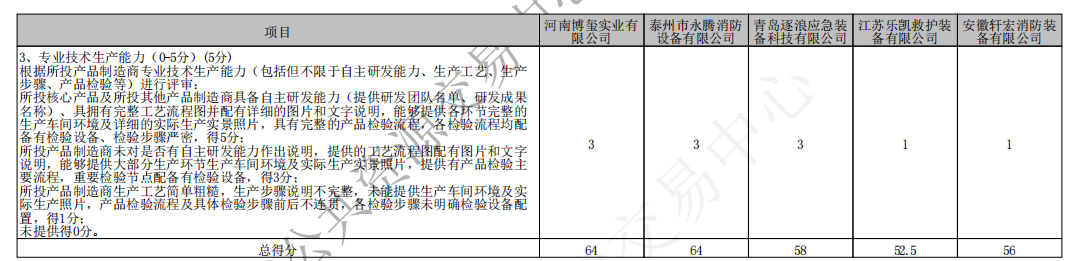 项目
河南博玺实业有
限公司
泰州市永腾消防
设备有限公司
青岛逐浪应急装
备科技有限公司
江苏乐凯救护装
备有限公司
安徽轩宏消防装
备有限公司
3、专业技术生产能力（0-5分）(5分)
根据所投产品制造商专业技术生产能力（包括但不限于自主研发能力、生产工艺、生产
步骤、产品检验等）进行评审；
所投核心产品及所投其他产品制造商具备自主研发能力（提供研发团队名单、研发成果
名称）、具拥有完整工艺流程图并配有详细的图片和文字说明，能够提供各环节完整的
生产车间环境及详细的实际生产实景照片，具有完整的产品检验流程，各检验流程均配
备有检验设备、检验步骤严密，得5分；
所投产品制造商未对是否有自主研发能力作出说明，提供的工艺流程图配有图片和文字
说明，能够提供大部分生产环节生产车间环境及实际生产实景照片，提供有产品检验主
要流程，重要检验节点配备有检验设备，得3分；
所投产品制造商生产工艺简单粗糙，生产步骤说明不完整，未能提供生产车间环境及实
际生产照片，产品检验流程及具体检验步骤前后不连贯，各检验步骤未明确检验设备配
置，得1分；
未提供得0分。
3
3
3
1
1
总得分
64
64
58
52.5
56
公共资源交易中心
交易中心